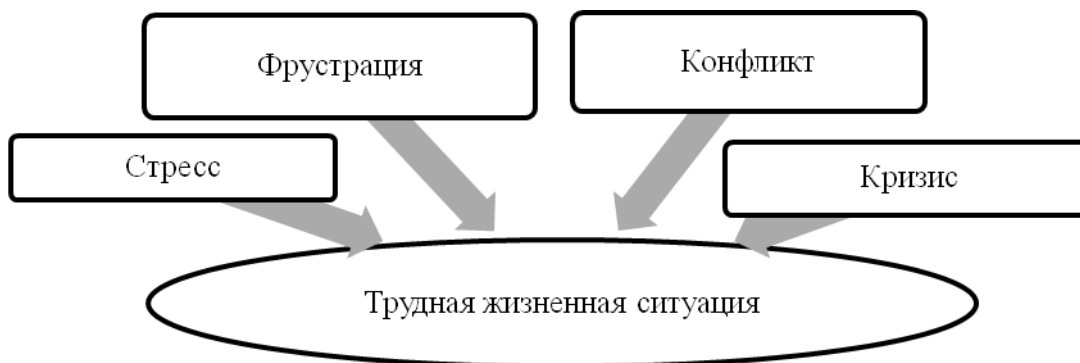 Фрустрация
Конфликт
Стресс
Кризис
Трудная жизненная ситуация